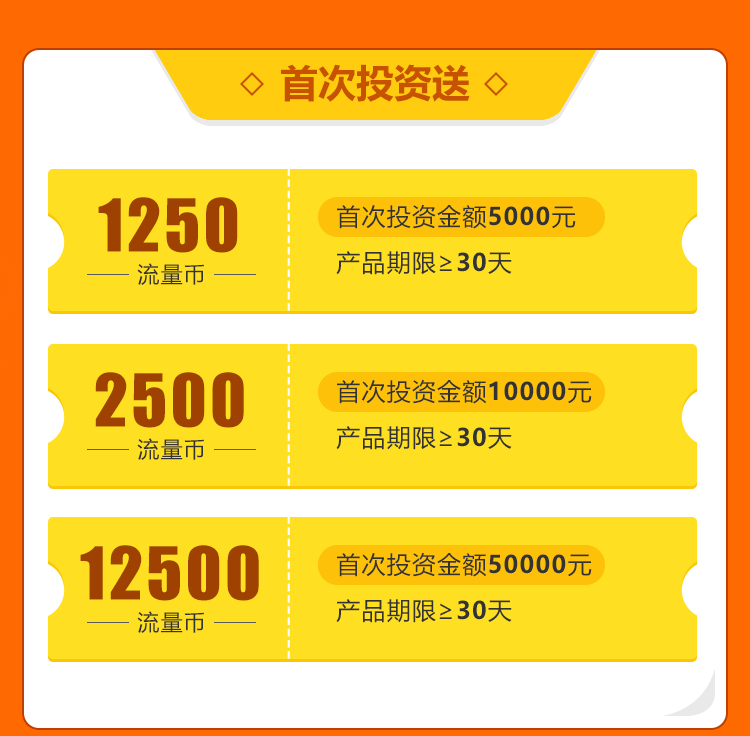 首次投资送
1250
流量币
首次投资金额5000元
产品期限≥30天
2500
流量币
首次投资金额10000元
产品期限≥30天
12500
流量币
首次投资金额50000元
产品期限≥30天